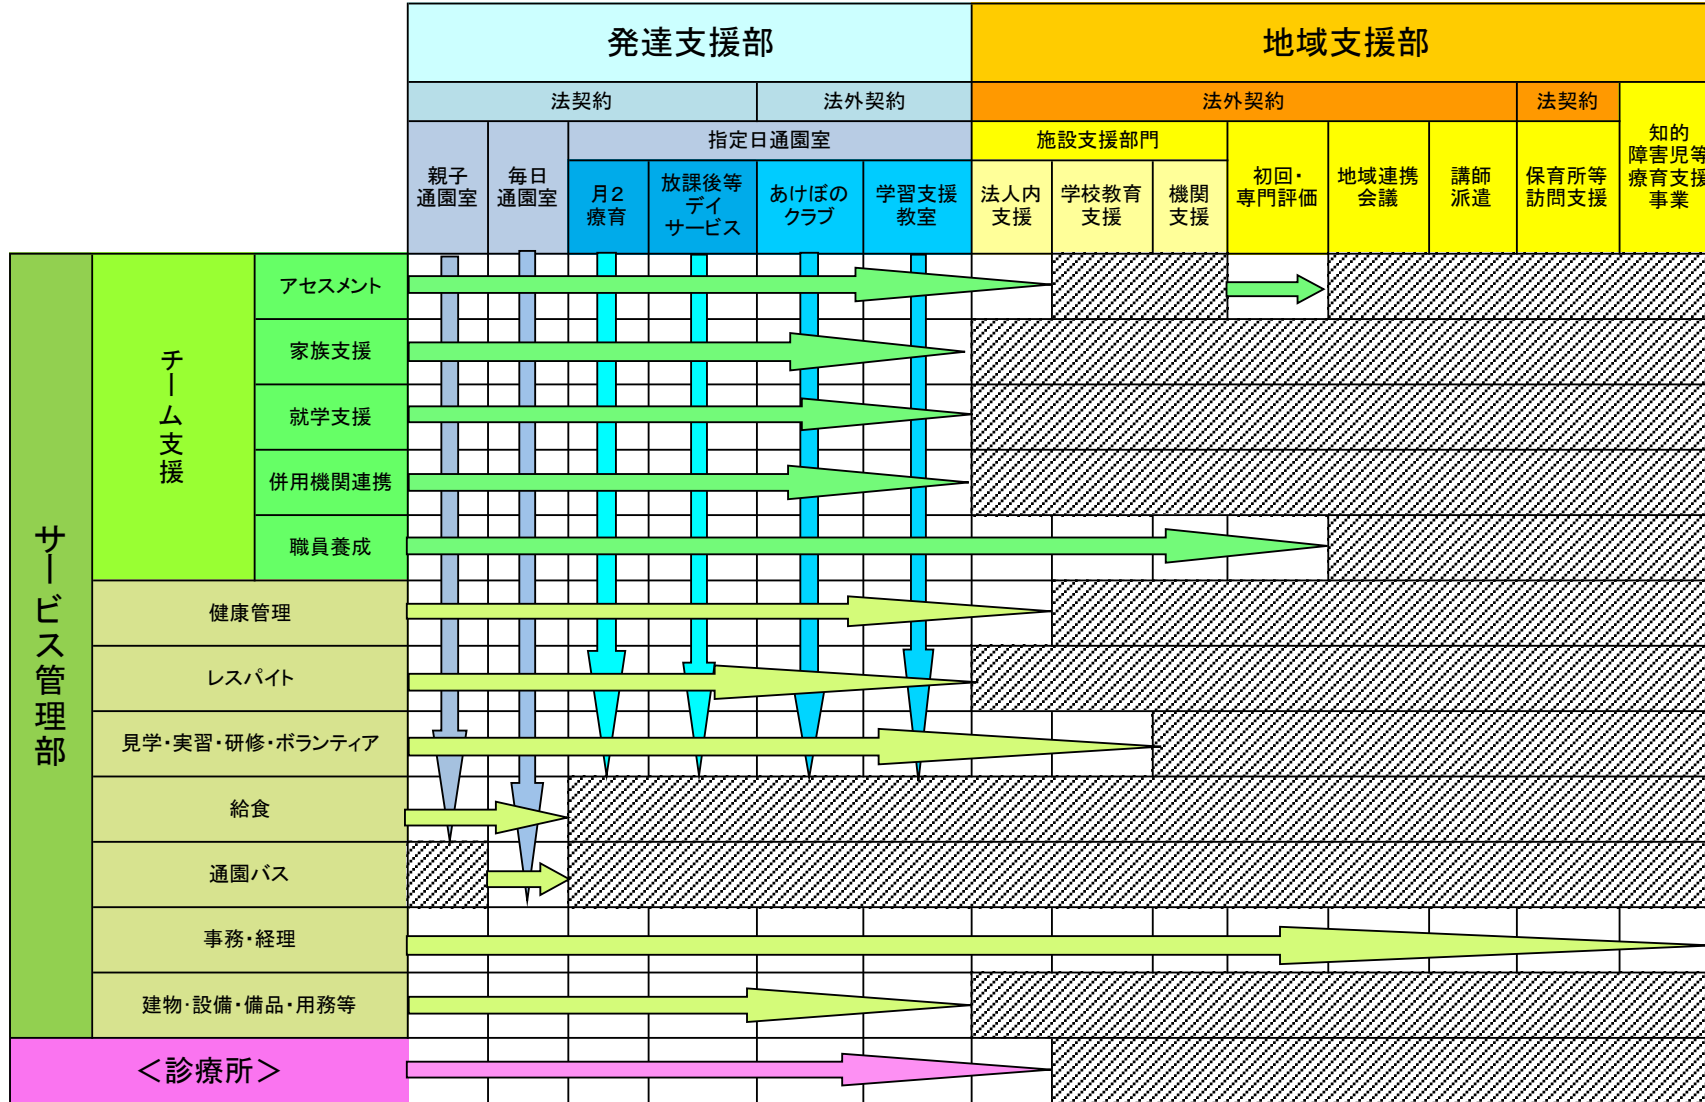 発達支援部
地域支援部
法契約
法外契約
法外契約
法契約
知的
障害児等
療育支援
事業
親子
通園室
毎日
通園室
指定日通園室
施設支援部門
初回・
専門評価
地域連携
会議
講師
派遣
保育所等
訪問支援
月2
療育
放課後等
デイ
サービス
あけぼの
クラブ
学習支援
教室
法人内
支援
学校教育
支援
機関
支援
サービス管理部
チーム支援
アセスメント
家族支援
就学支援
併用機関連携
職員養成
健康管理
レスパイト
見学・実習・研修・ボランティア
給食
通園バス
事務・経理
建物・設備・備品・用務等
＜診療所＞